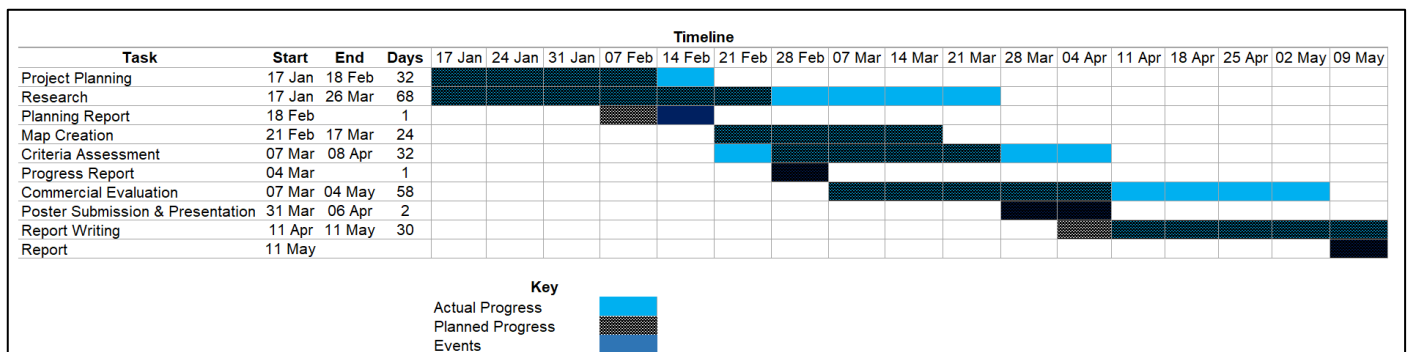 Timeline
Task Start End Days 17 Jan 24 Jan 31 Jan 07 Feb 14 Feb 21 Feb 28 Feb 07 Mar 14 Mar 21 Mar 28 Mar 04 Apr 11 Apr 18 Apr 25 Apr 02 May 09 May
Project Planning 17 Jan 18 Feb 32
Research 17 Jan 26 Mar 68
Planning Report 18 Feb 1
Map Creation 21 Feb 17 Mar 24
Criteria Assessment 07 Mar 08 Apr 32
Progress Report 04 Mar 1
Commercial Evaluation 07 Mar 04 May 58
Poster Submission & Presentation 31 Mar 06 Apr 2
Report Writing 11 Apr 11 May 30
Report 11 May
Key
Actual Progress
Planned Progress
Events